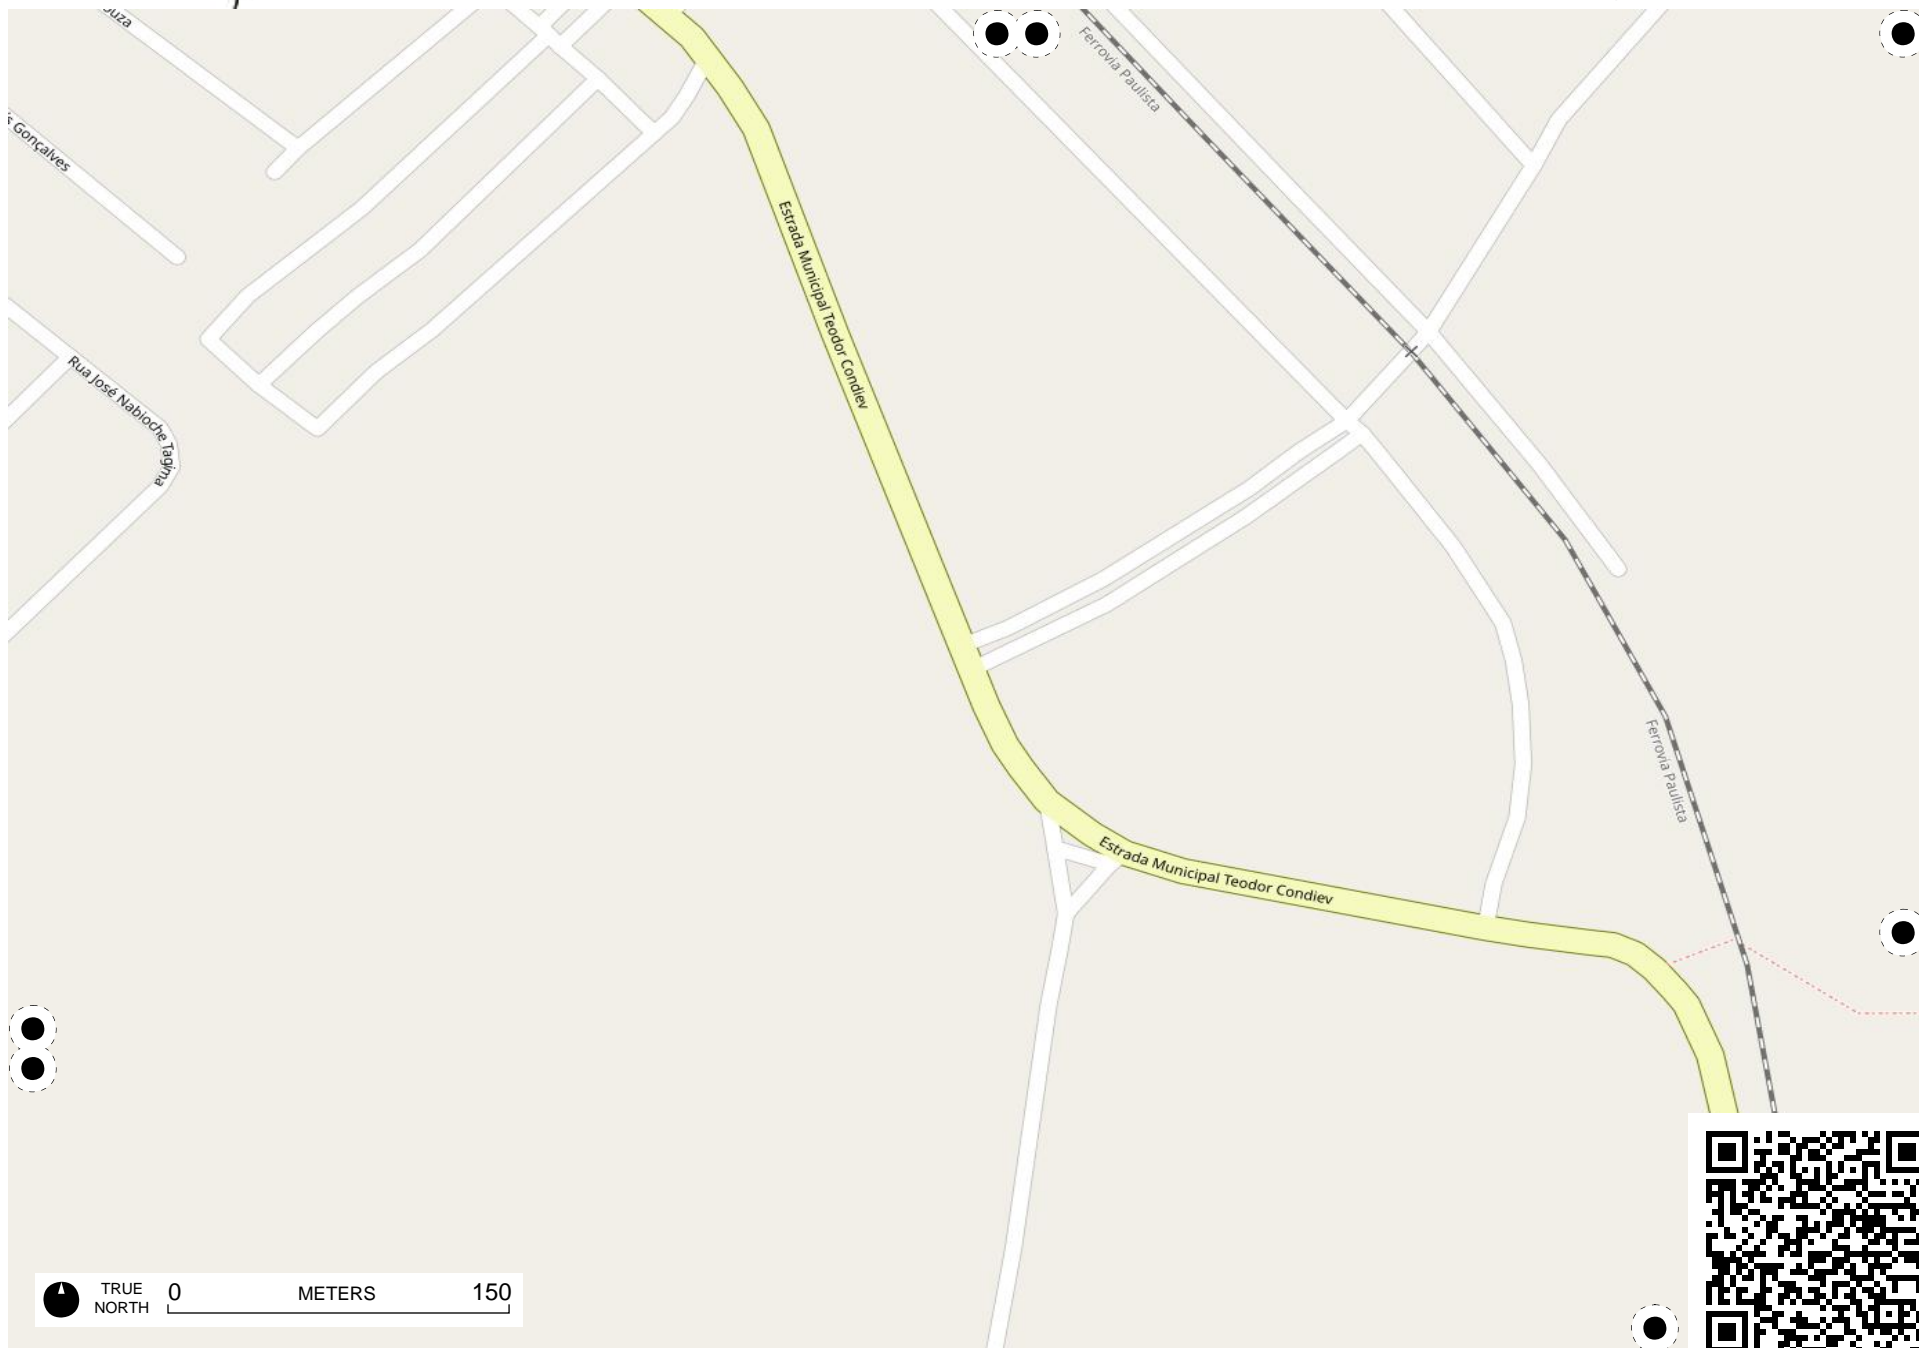 Ferrovia Paulista
Gonçalves
Estrada Municipal Teodor Condiev
Rua José Nabioche Tagima
Ferrovia Paulista
Estrada Municipal Teodor Condiev
TRUE
NORTH
0 METERS 150